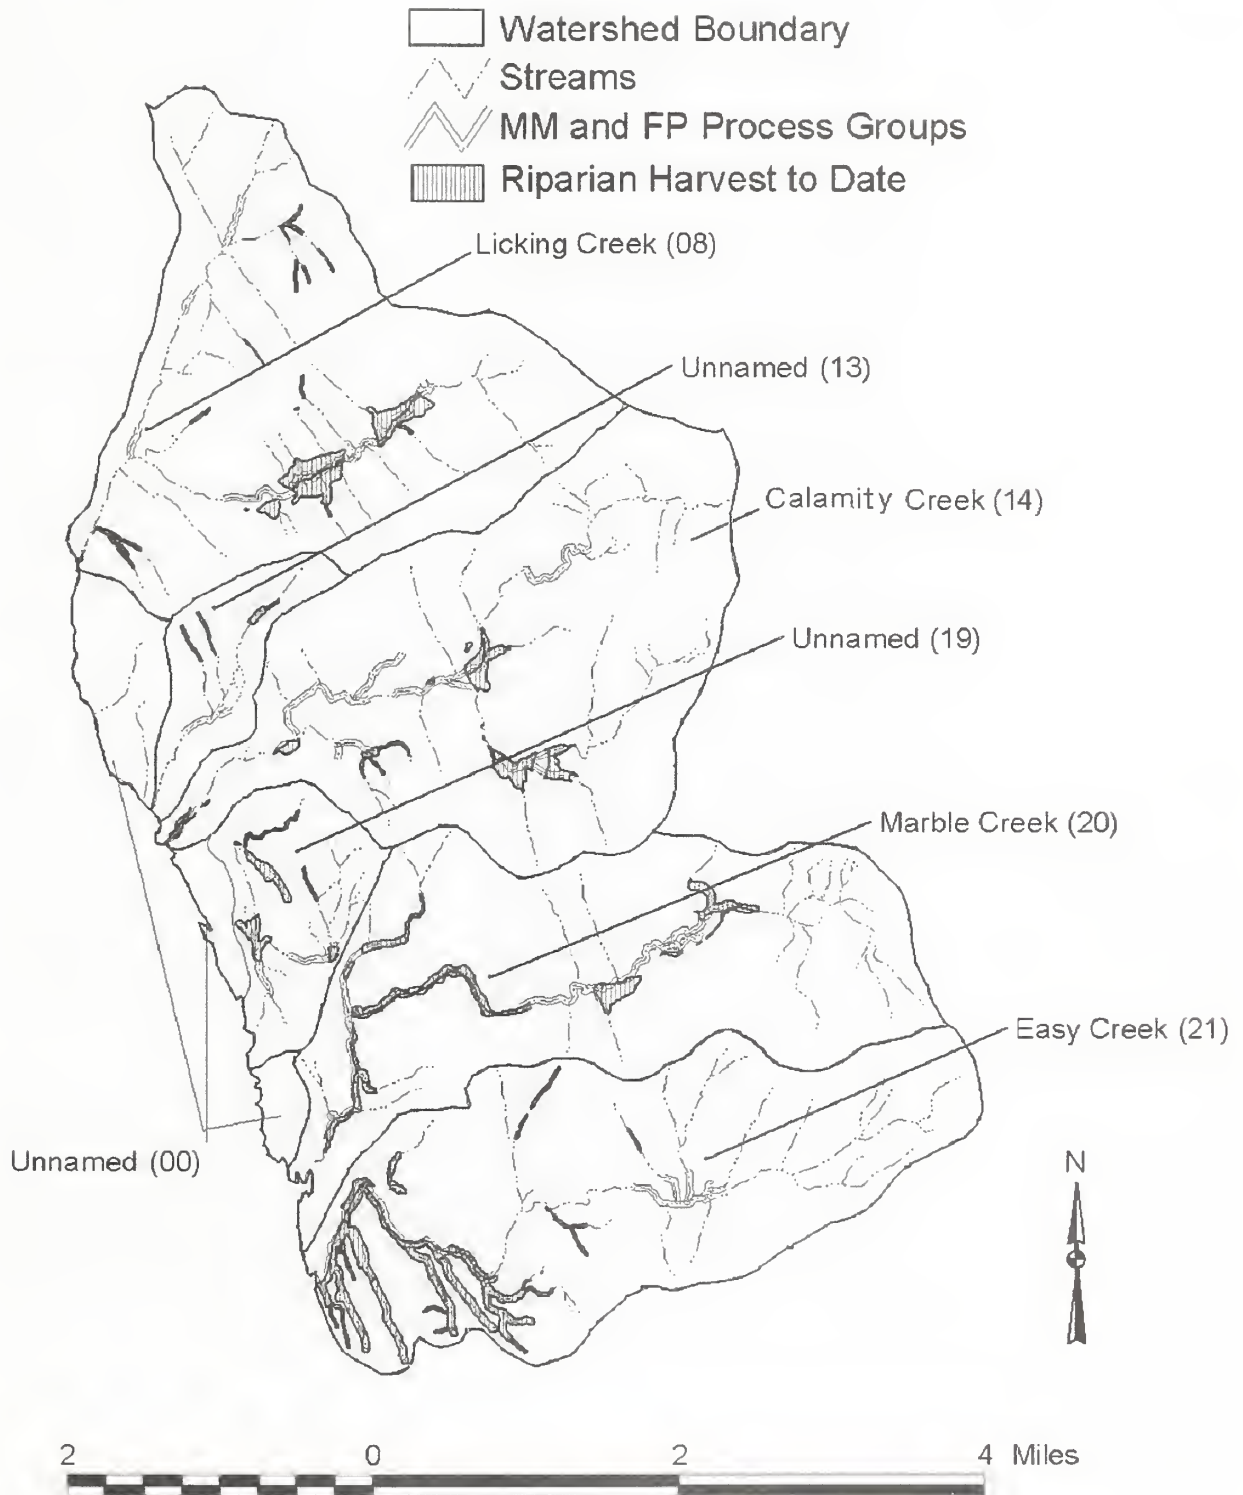 Watershed Boundary
Streams
MM and FP Process Groups
Riparian Harvest to Date
Licking Creek (08)
Unnamed (13)
Calamity Creek (14)
Unnamed (19)
Marble Creek (20)
Easy Creek (21)
Unnamed (00)
N
2 0 2 4 Miles